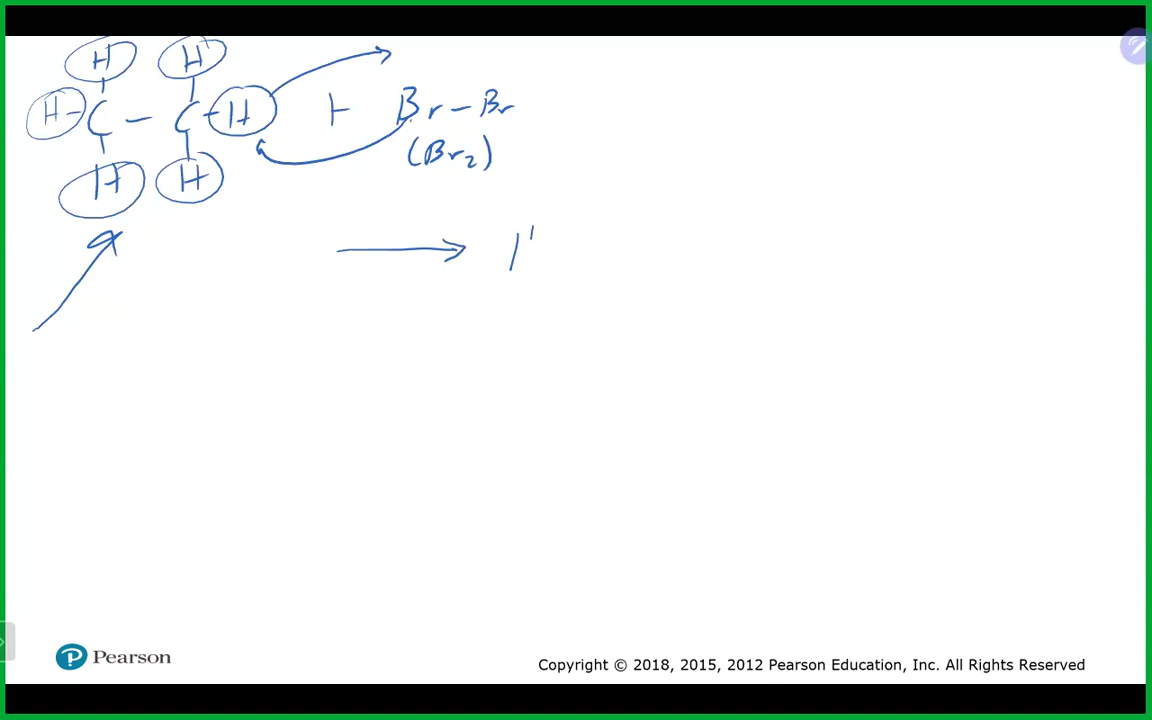 H H
H - C - C - H + Br - Br
(Br2)
H H
Pearson
Copyright © 2018, 2015, 2012 Pearson Education, Inc. All Rights Reserved